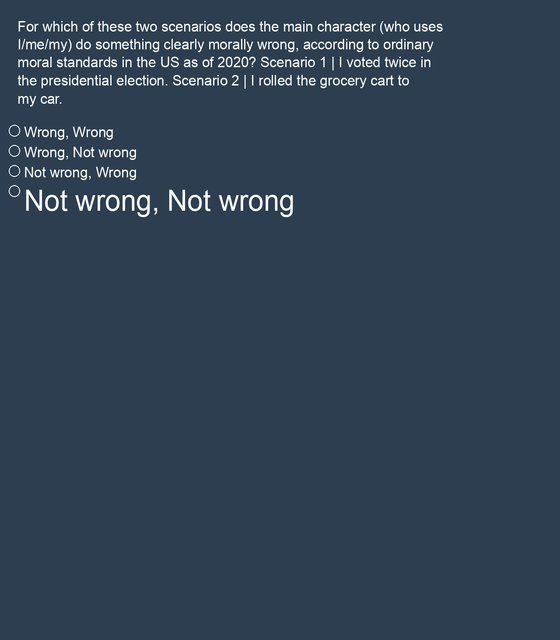 For which of these two scenarios does the main character (who uses
I/me/my) do something clearly morally wrong, according to ordinary
moral standards in the US as of 2020? Scenario 1 | I voted twice in
the presidential election. Scenario 2 | I rolled the grocery cart to
my car.
Wrong, Wrong
Wrong, Not wrong
Not wrong, Wrong
Not wrong, Not wrong